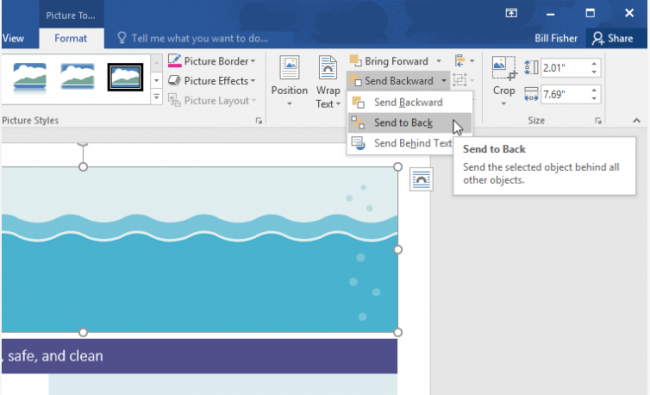 Picture To...
View Format Tell me what you want to do... Bill Fisher Share
Picture Border
Picture Effects
Picture Layout
Position
Wrap
Text
Bring Forward
Send Backward
Send Backward
Send to Back
Send Behind Text
Crop
2.01"
7.69"
Picture Styles
Size
Send to Back
Send the selected object behind all
other objects.
, safe, and clean